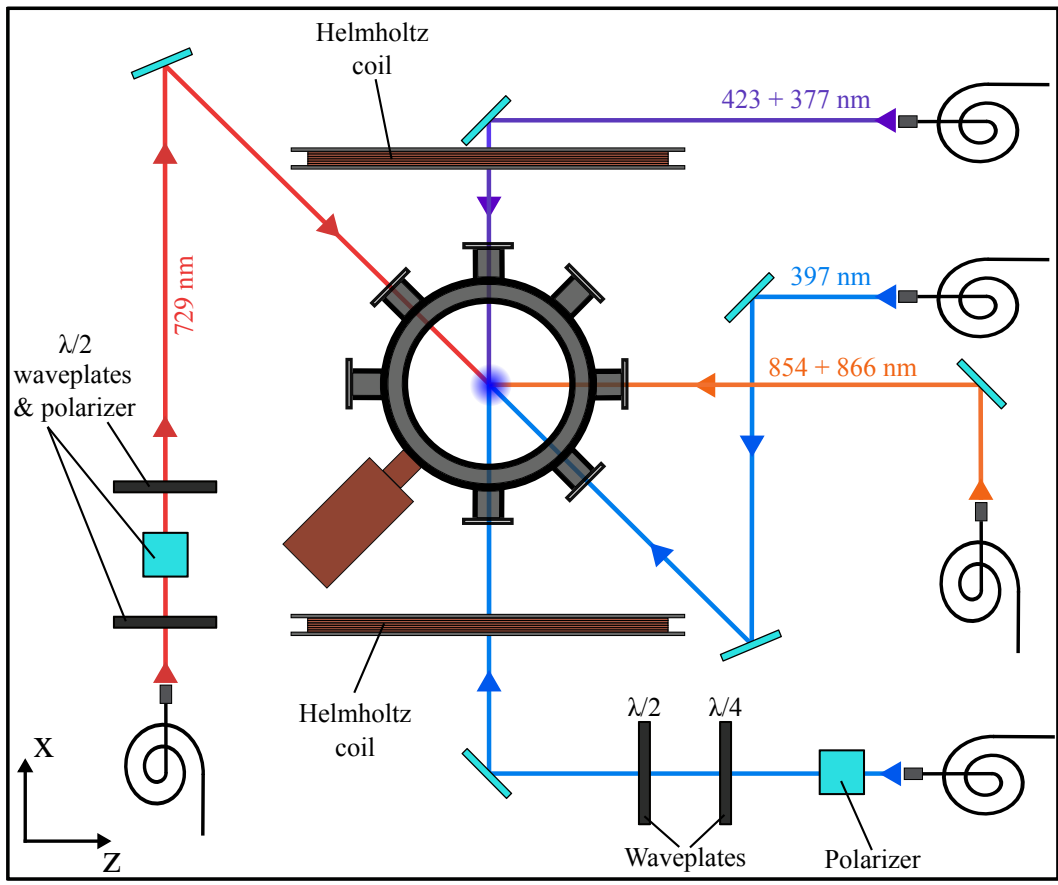 Helmholtz
coil
423 + 377 nm
397 nm
729 nm
854 + 866 nm
λ/2
waveplates
& polarizer
Helmholtz
coil
λ/2
λ/4
Waveplates
Polarizer
X
Z